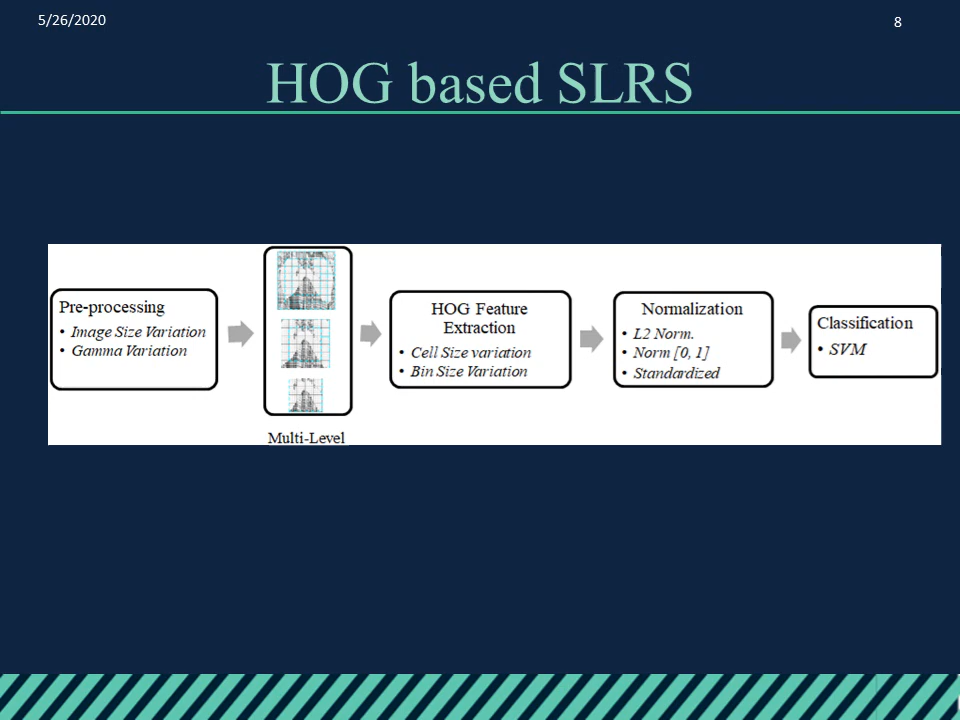 5/26/2020
8
HOG based SLRS
Pre-processing
• Image Size Variation
• Gamma Variation
Multi-Level
HOG Feature
Extraction
• Cell Size variation
• Bin Size Variation
Normalization
• L2 Norm.
• Norm [0, 1]
• Standardized
Classification
• SVM